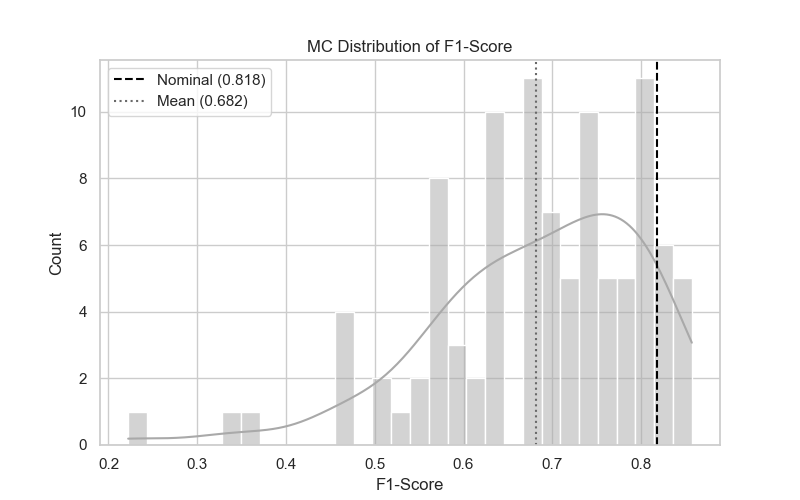 MC Distribution of F1-Score
Nominal (0.818)
Mean (0.682)
Count
10
8
6
4
2
0
0.2 0.3 0.4 0.5 0.6 0.7 0.8
F1-Score